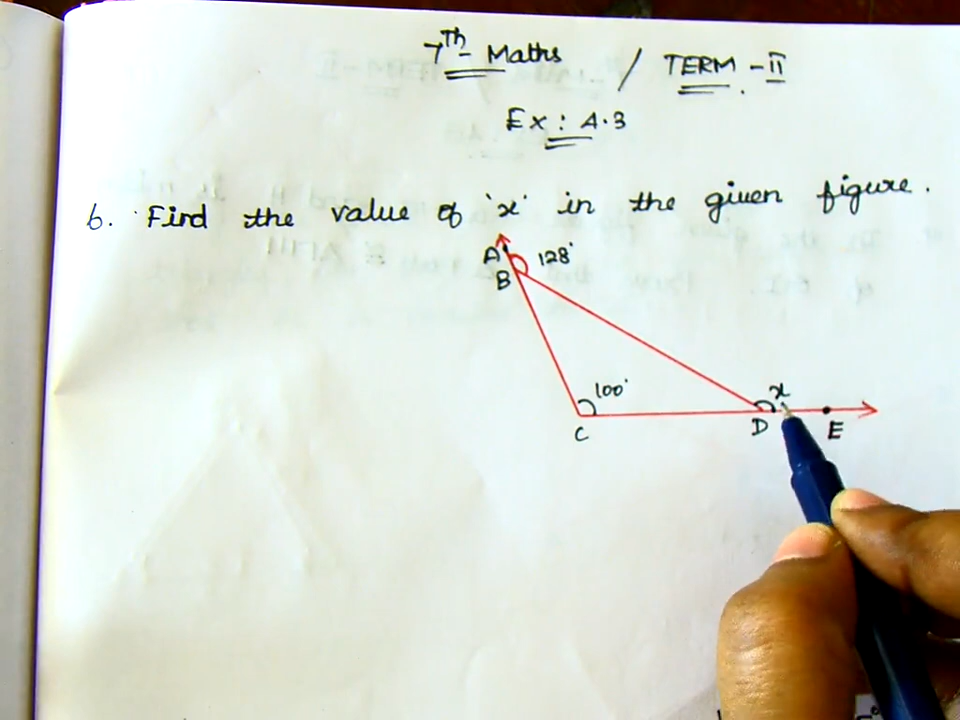 7Th Maths / TERM - II
Ex : 4.3
6. Find the value of 'x' in the given figure.
A 128°
B
100° x
C D E